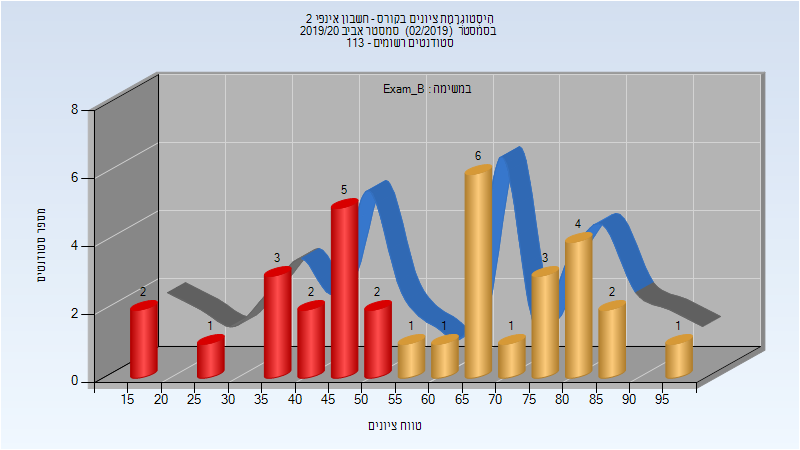 היסטוגרמת ציונים בקורס - חשבון אינפי 2
בסמסטר (02/2019) סמסטר אביב 2019/20
סטודנטים רשומים - 113
במשימה : Exam_B
מספר סטודנטים
8
6
4
2
0
2
1
3
2
5
2
1
1
6
1
3
4
2
1
15 20 25 30 35 40 45 50 55 60 65 70 75 80 85 90 95
טווח ציונים